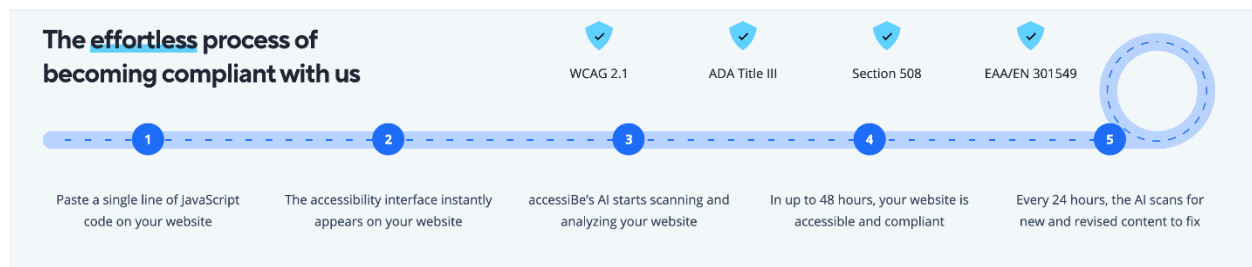 The effortless process of
becoming compliant with us
WCAG 2.1
ADA Title III
Section 508
EAA/EN 301549
1
2
3
4
5
Paste a single line of JavaScript
code on your website
The accessibility interface instantly
appears on your website
accessiBe's AI starts scanning and
analyzing your website
In up to 48 hours, your website is
accessible and compliant
Every 24 hours, the AI scans for
new and revised content to fix